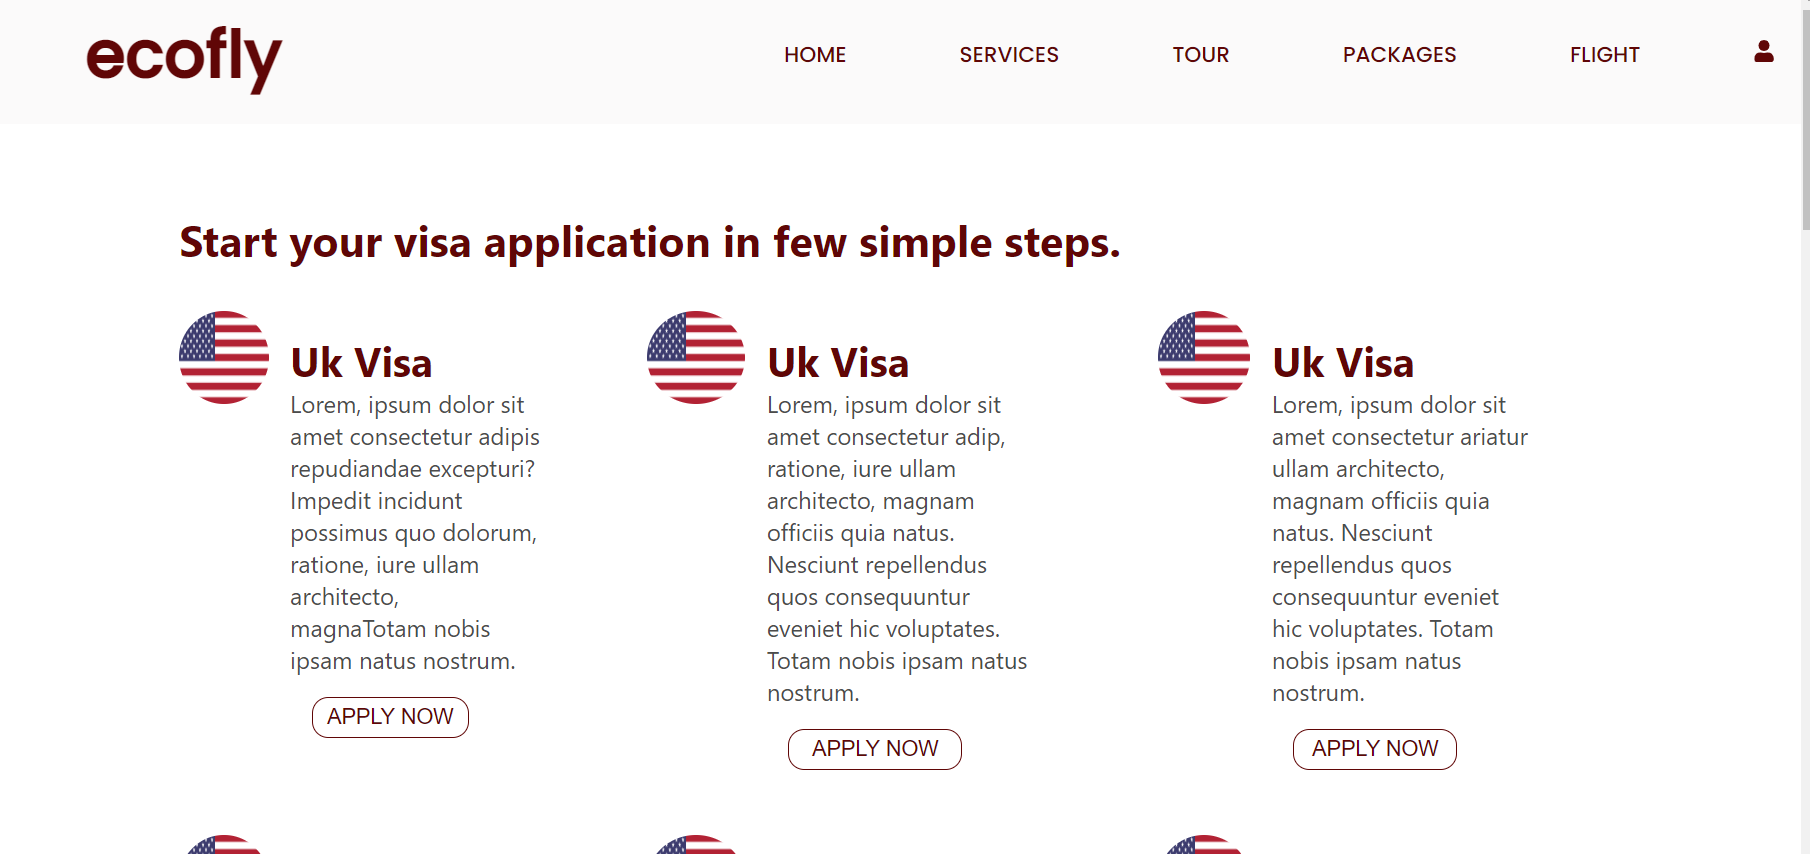 ecofly
HOME
SERVICES
TOUR
PACKAGES
FLIGHT
Start your visa application in few simple steps.
Uk Visa
Lorem, ipsum dolor sit
amet consectetur adipis
repudiandae excepturi?
Impedit incidunt
possimus quo dolorum,
ratione, iure ullam
architecto,
magnaTotam nobis
ipsam natus nostrum.
APPLY NOW
Uk Visa
Lorem, ipsum dolor sit
amet consectetur adip,
ratione, iure ullam
architecto, magnam
officiis quia natus.
Nesciunt repellendus
quos consequuntur
eveniet hic voluptates.
Totam nobis ipsam natus
nostrum.
APPLY NOW
Uk Visa
Lorem, ipsum dolor sit
amet consectetur ariatur
ullam architecto,
magnam officiis quia
natus. Nesciunt
repellendus quos
consequuntur eveniet
hic voluptates. Totam
nobis ipsam natus
nostrum.
APPLY NOW